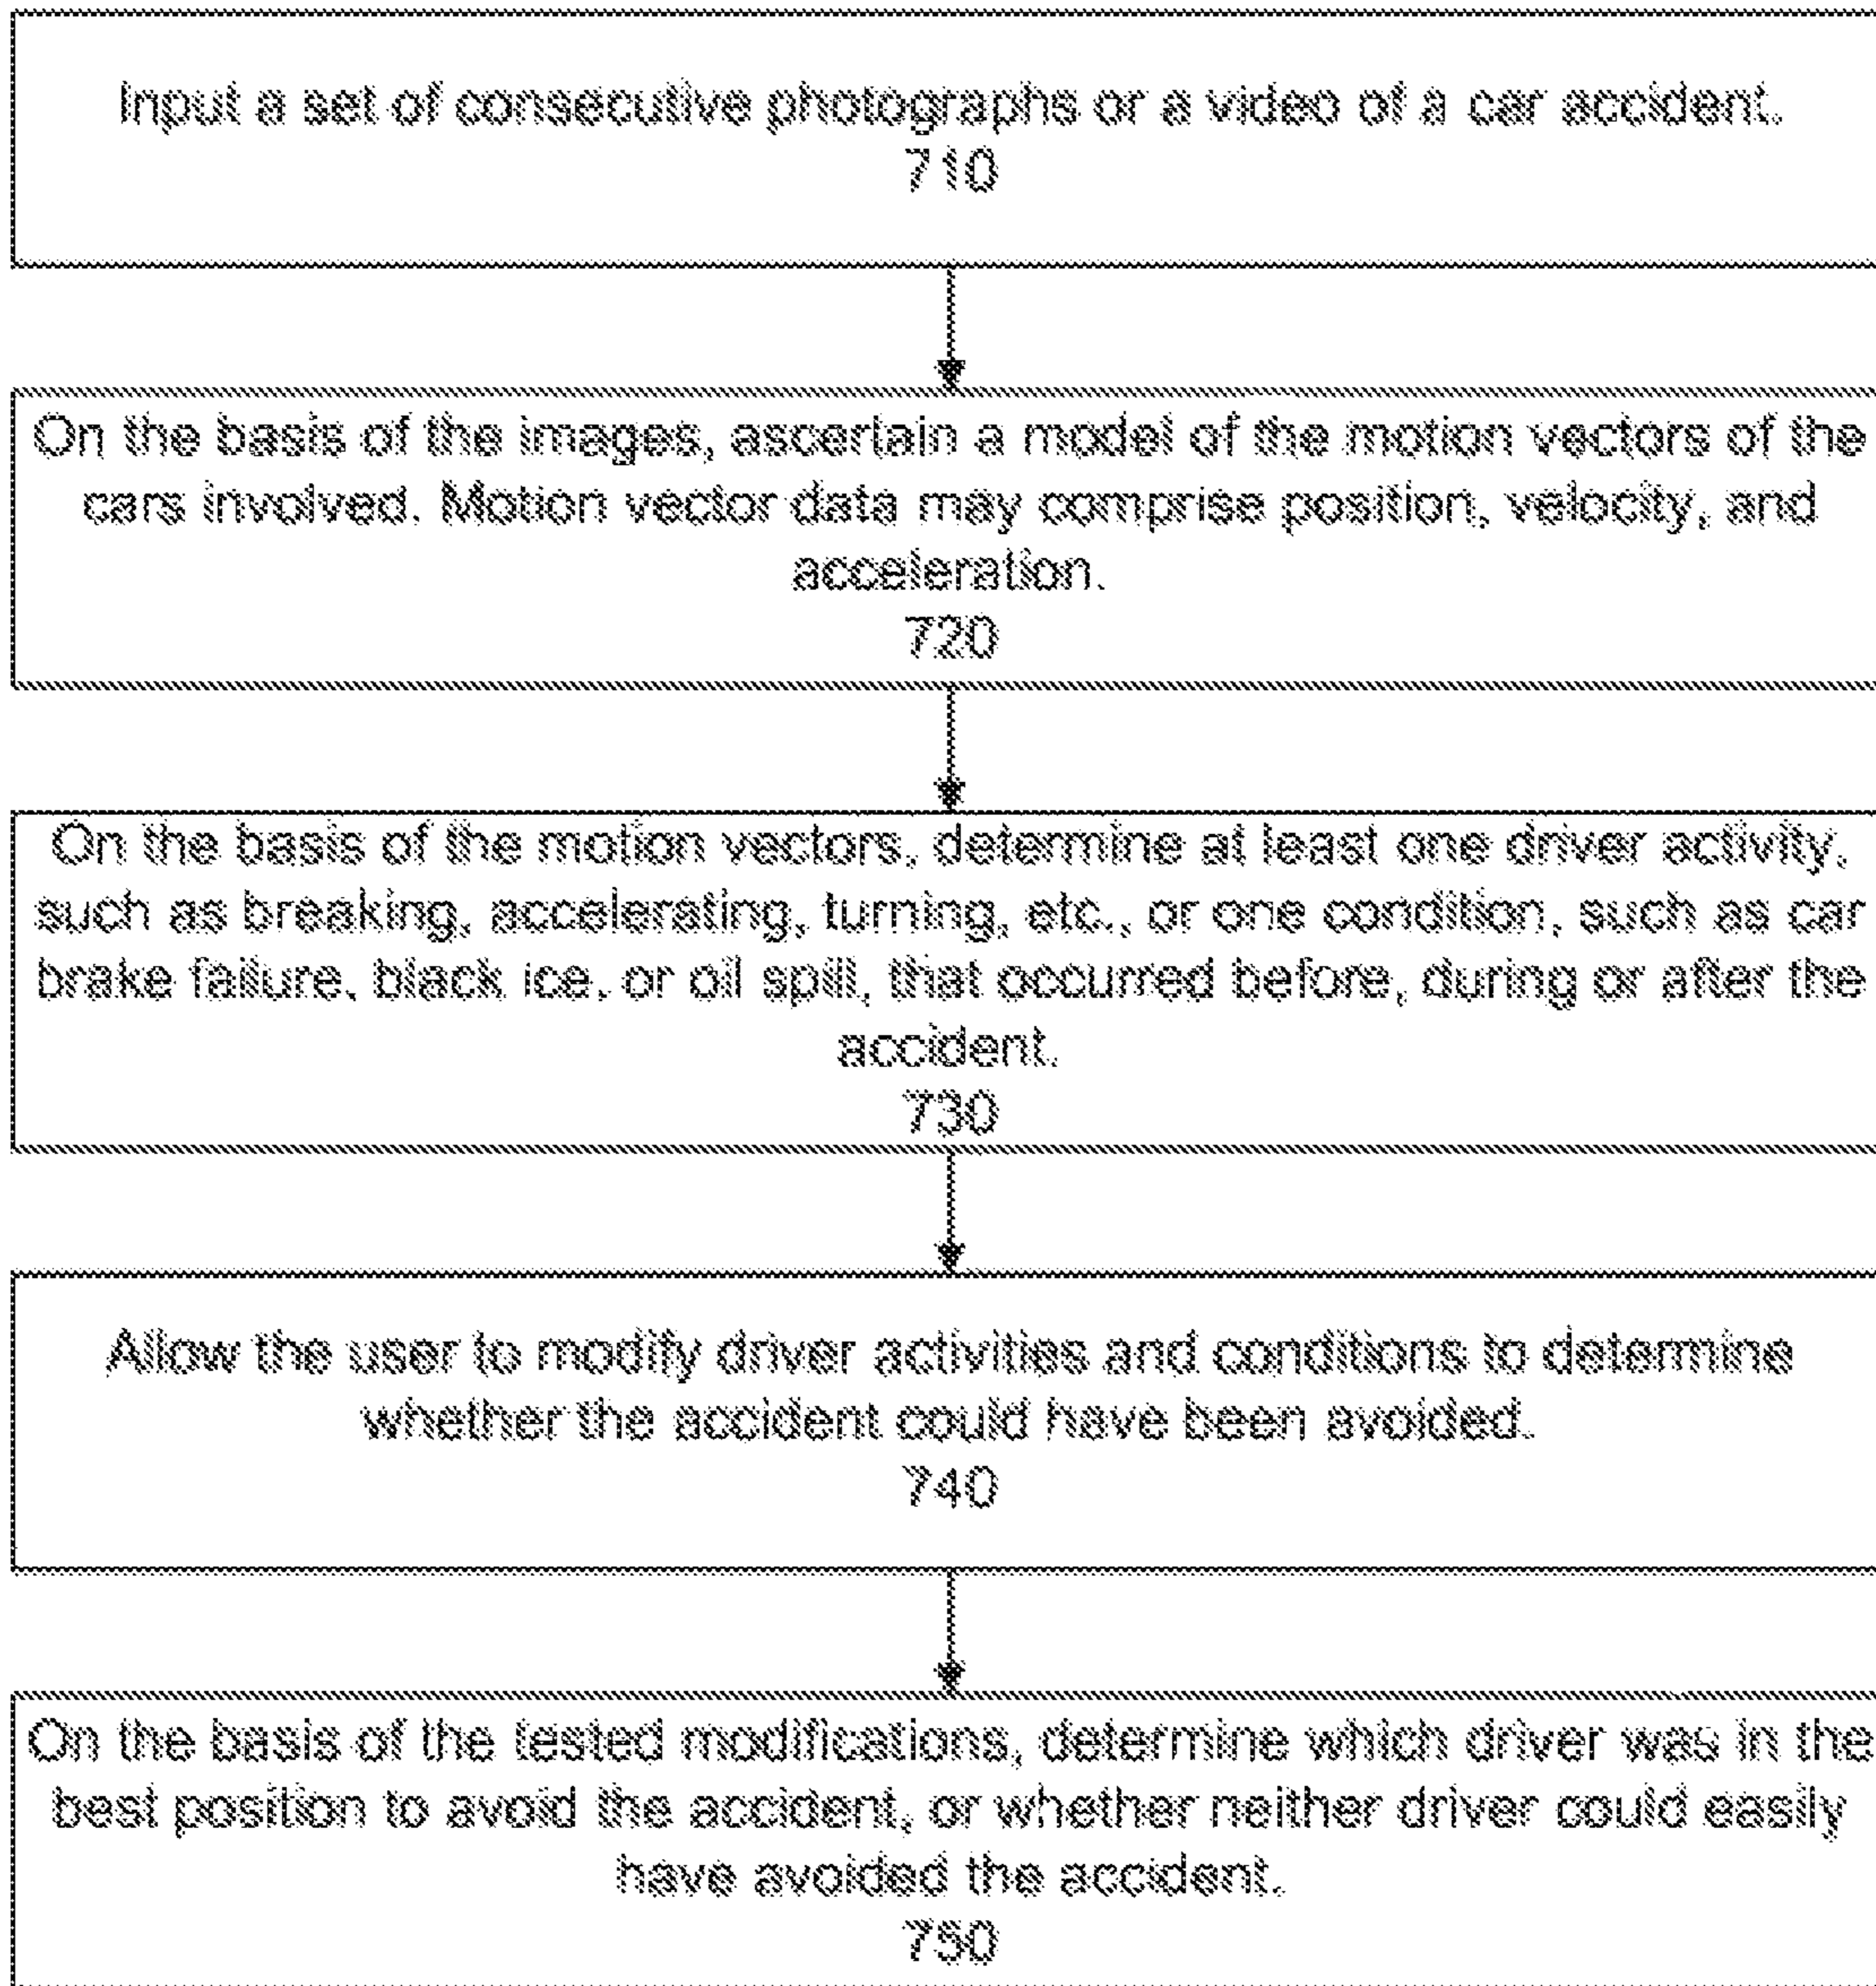 Input a set of consecutive photographs or a video of a car accident.
710
On the basis of the images, ascertain a model of the motion vectors of the
cars involved. Motion vector data may comprise position, velocity, and
acceleration.
720
On the basis of the motion vectors, determine at least one driver activity,
such as breaking, accelerating, turning, etc., or one condition, such as car
brake failure, black ice, or oil spill, that occurred before, during or after the
accident.
730
Allow the user to modify driver activities and conditions to determine
whether the accident could have been avoided.
740
On the basis of the tested modifications, determine which driver was in the
best position to avoid the accident, or whether neither driver could easily
have avoided the accident.
750